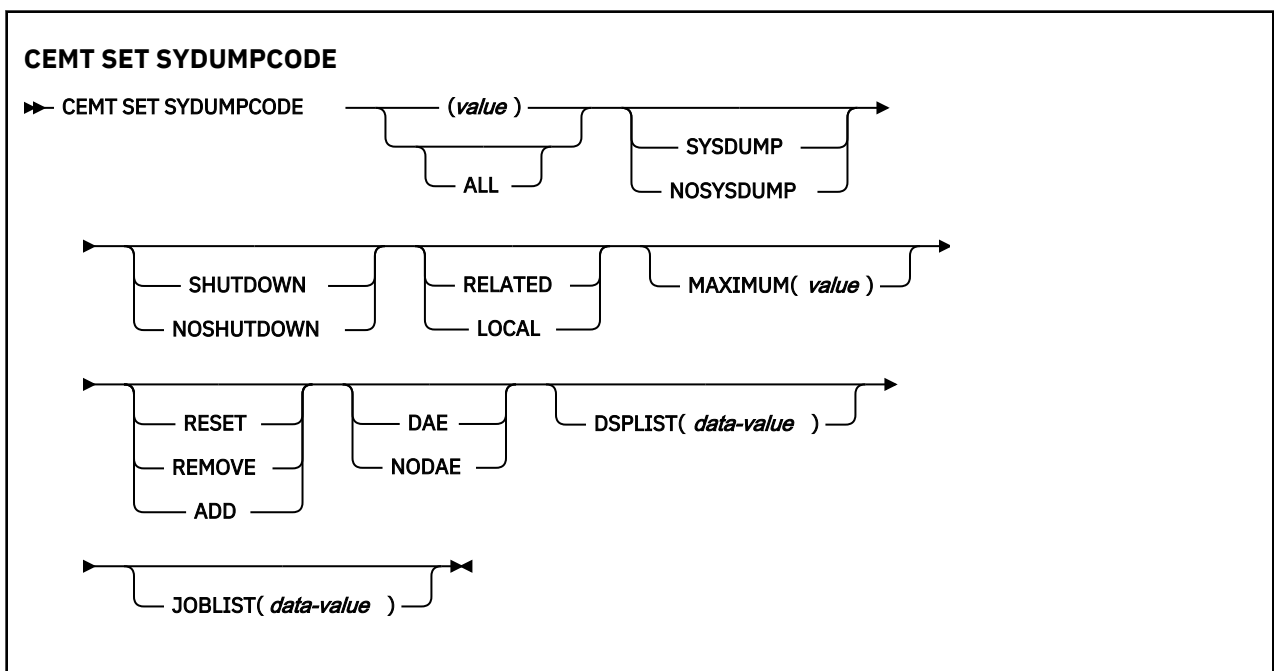 CEMT SET SYDUMPCODE
CEMT SET SYDUMPCODE (value )
ALL
SYSDUMP
NOSYSDUMP
SHUTDOWN
NOSHUTDOWN
RELATED
LOCAL
MAXIMUM( value )
RESET
REMOVE
ADD
DAE
NODAE
DSPLIST( data-value )
JOBLIST( data-value )